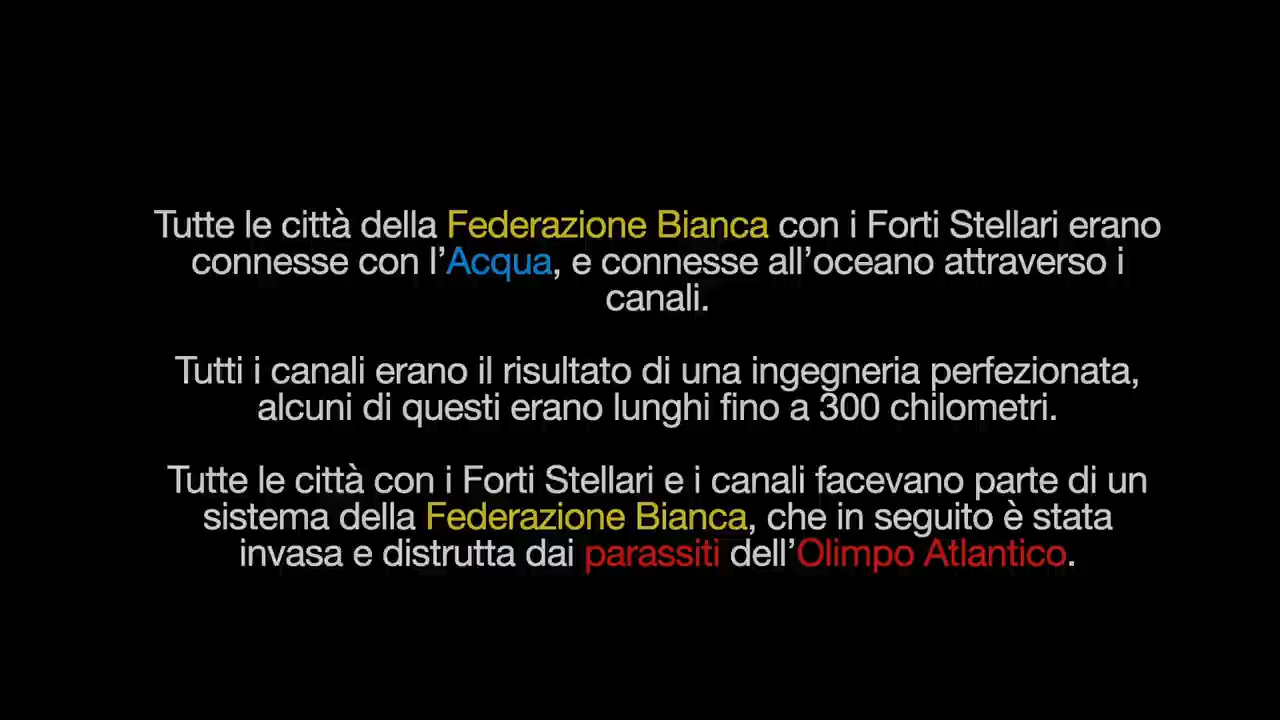 Tutte le città della Federazione Bianca con i Forti Stellari erano
connesse con l’Acqua, e connesse all’oceano attraverso i
canali.
Tutti i canali erano il risultato di una ingegneria perfezionata,
alcuni di questi erano lunghi fino a 300 chilometri.
Tutte le città con i Forti Stellari e i canali facevano parte di un
sistema della Federazione Bianca, che in seguito è stata
invasa e distrutta dai parassiti dell’Olimpo Atlantico.